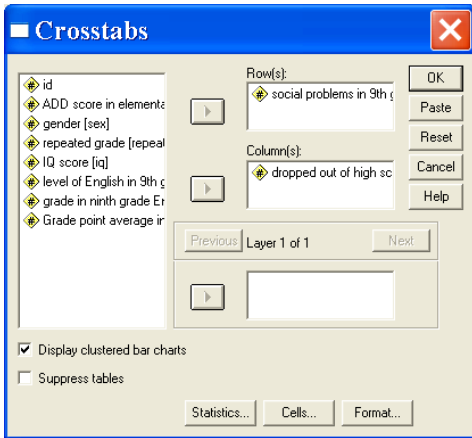 Crosstabs
id
ADD score in elementa
gender [sex]
repeated grade [repeat
IQ score [iq]
level of English in 9th g
grade in ninth grade Er
Grade point average ir
Row(s):
social problems in 9th g
Column(s):
dropped out of high sc
OK
Paste
Reset
Cancel
Help
Previous Layer 1 of 1 Next
Display clustered bar charts
Suppress tables
Statistics... Cells... Format...